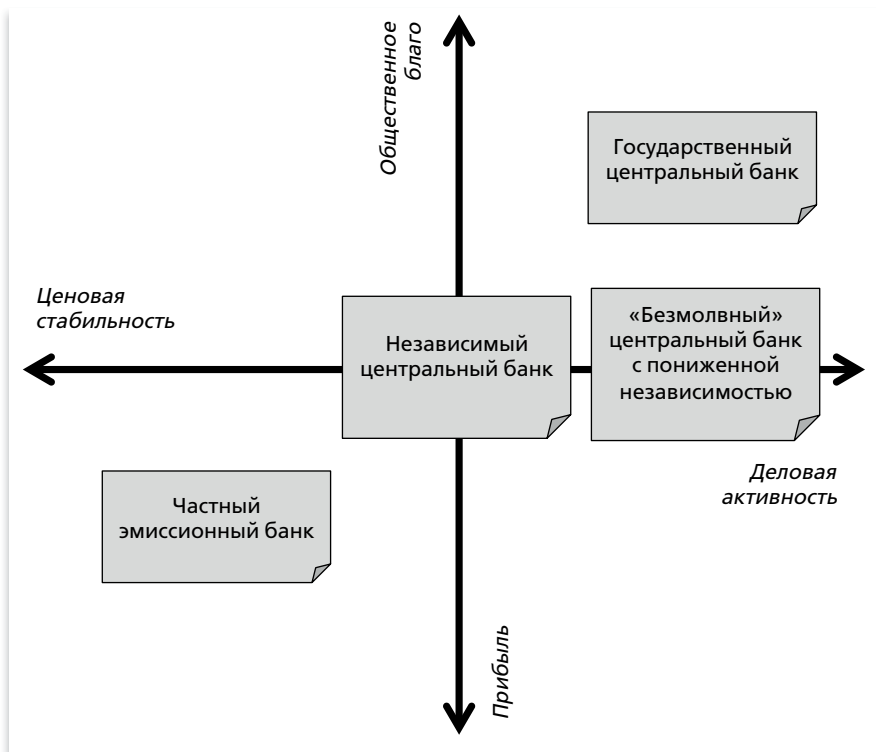 Общественное
благо
Государственный
центральный банк
Ценовая
стабильность
Независимый
центральный банк
«Безмолвный»
центральный банк
с пониженной
независимостью
Деловая
активность
Частный
эмиссионный банк
Прибыль